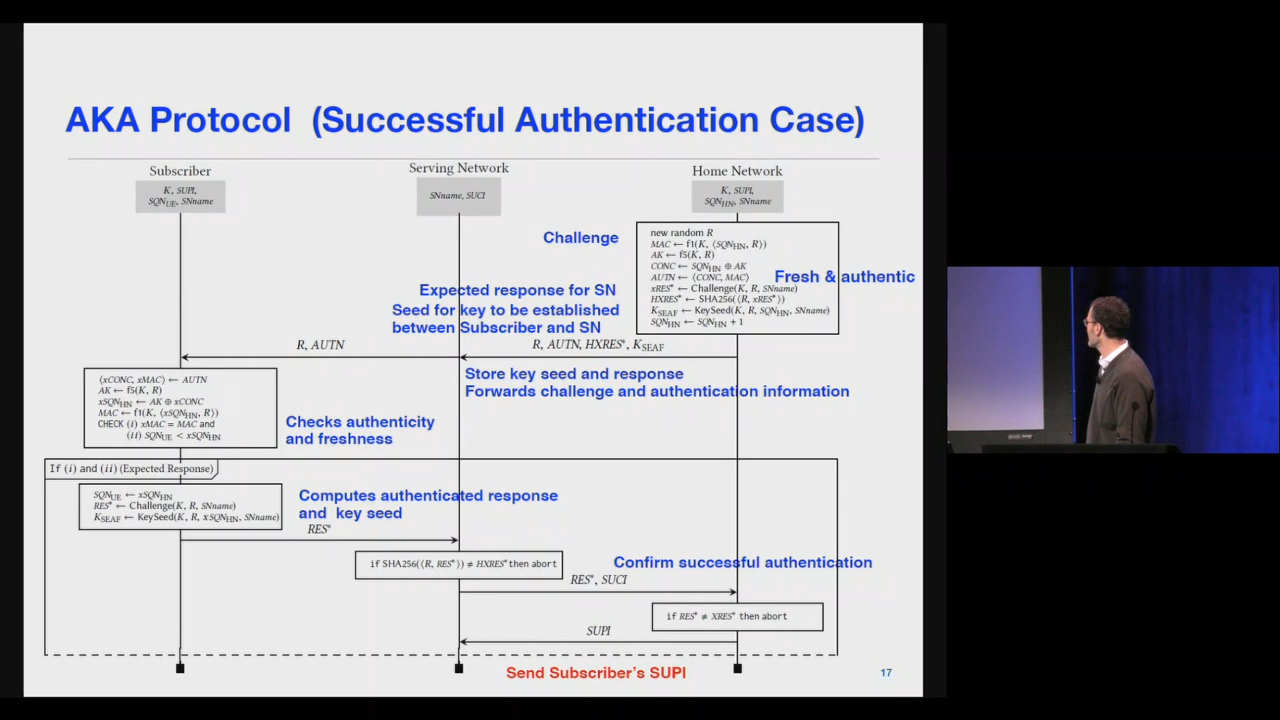 AKA Protocol (Successful Authentication Case)
Subscriber
Serving Network
Home Network
K, SUPI,
SQN_UE, SNname
SNname, SUCI
K, SUPI,
SQN_HN, SNname
Challenge
new random R
MAC ← f1(K, ⟨SQN_HN, R⟩)
AK ← f5(K, R)
CONC ← SQN_HN ⊕ AK
AUTN ← ⟨CONC, MAC⟩
xRES* ← Challenge(K, R, SNname)
HXRES* ← SHA256(⟨R, xRES*⟩)
K_SEAF ← KeySeed(K, R, SQN_HN, SNname)
SQN_HN ← SQN_HN + 1
Fresh & authentic
Expected response for SN
Seed for key to be established
between Subscriber and SN
R, AUTN
R, AUTN, HXRES*, K_SEAF
Store key seed and response
Forwards challenge and authentication information
⟨xCONC, xMAC⟩ ← AUTN
AK ← f5(K, R)
xSQN_HN ← AK ⊕ xCONC
MAC ← f1(K, ⟨xSQN_HN, R⟩)
CHECK (i) xMAC = MAC and
(ii) SQN_UE < xSQN_HN
Checks authenticity
and freshness
If (i) and (ii) (Expected Response)
SQN_UE ← xSQN_HN
RES* ← Challenge(K, R, SNname)
K_SEAF ← KeySeed(K, R, xSQN_HN, SNname)
Computes authenticated response
and key seed
RES*
if SHA256(⟨R, RES*⟩) ≠ HXRES* then abort
Confirm successful authentication
RES*, SUCI
if RES* ≠ XRES* then abort
SUPI
Send Subscriber's SUPI
17